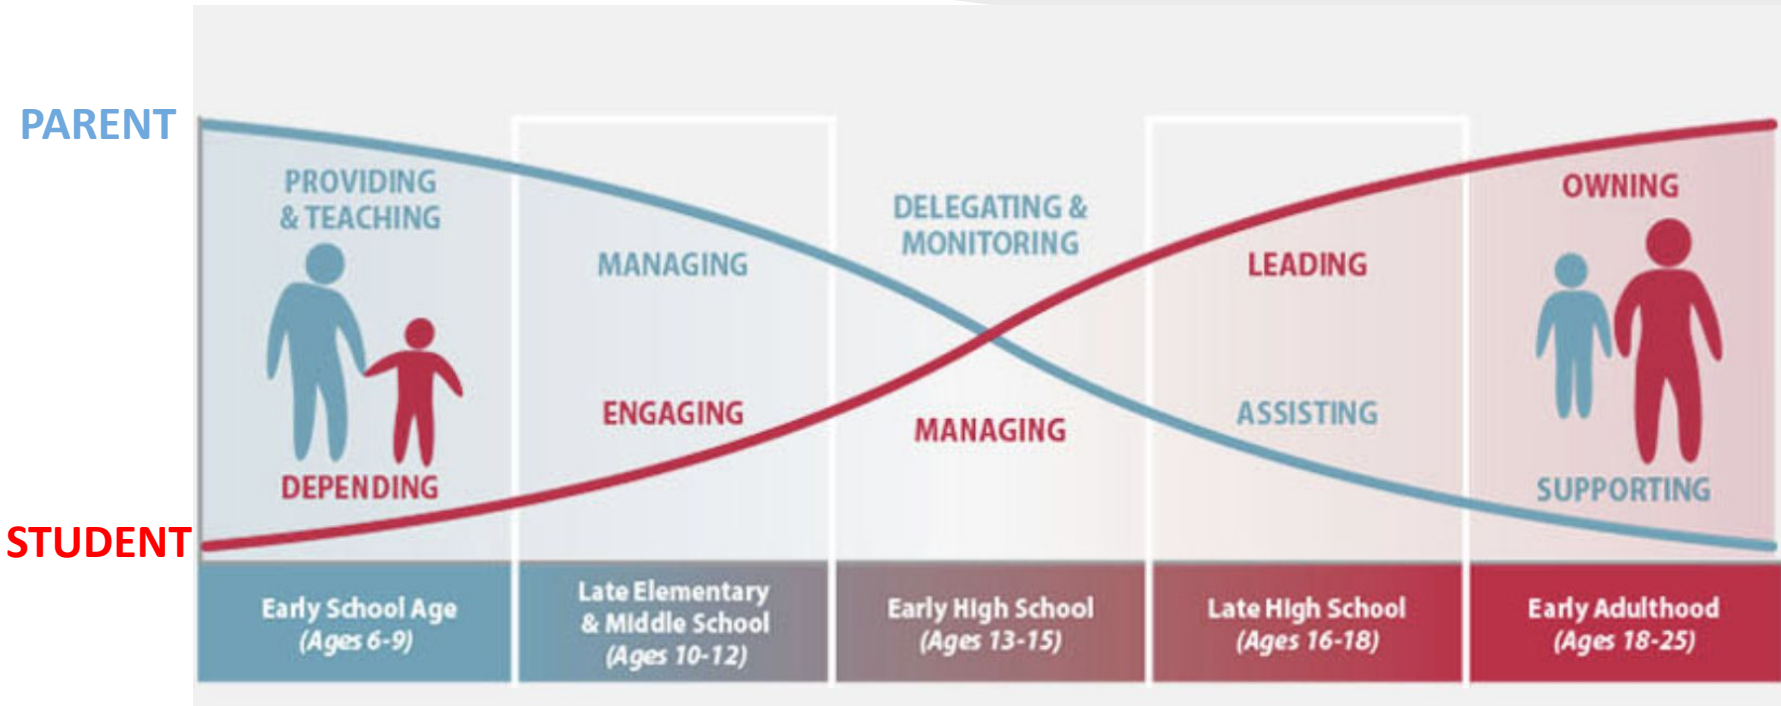 PARENT
PROVIDING
& TEACHING
MANAGING
DELEGATING &
MONITORING
LEADING
OWNING
DEPENDING
ENGAGING
MANAGING
ASSISTING
SUPPORTING
STUDENT
Early School Age
(Ages 6-9)
Late Elementary
& Middle School
(Ages 10-12)
Early High School
(Ages 13-15)
Late High School
(Ages 16-18)
Early Adulthood
(Ages 18-25)